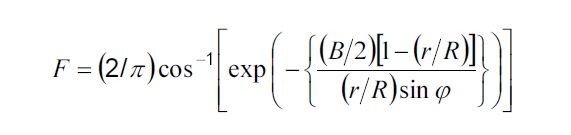 F = (2/π) cos⁻¹ [ exp ( − { (B/2)[1 − (r/R)] / (r/R) sin φ } ) ]